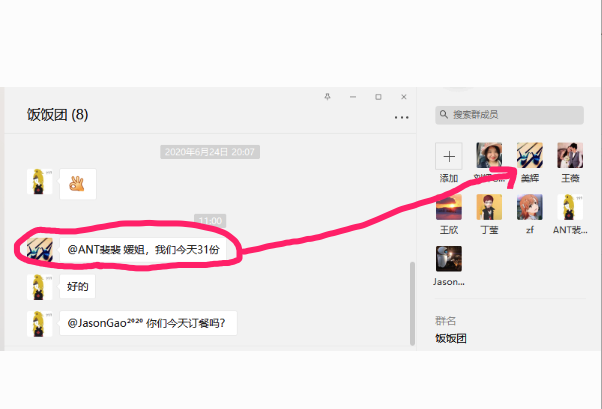 饭饭团 (8)
2020年6月24日 20:07
11:00
@ANT裴裴 媛姐，我们今天31份
好的
@JasonGao²⁰²⁰ 你们今天订餐吗？
搜索群成员
添加
美辉
王薇
王欣
丁莹
zf
ANT裴...
Jason...
群名
饭饭团